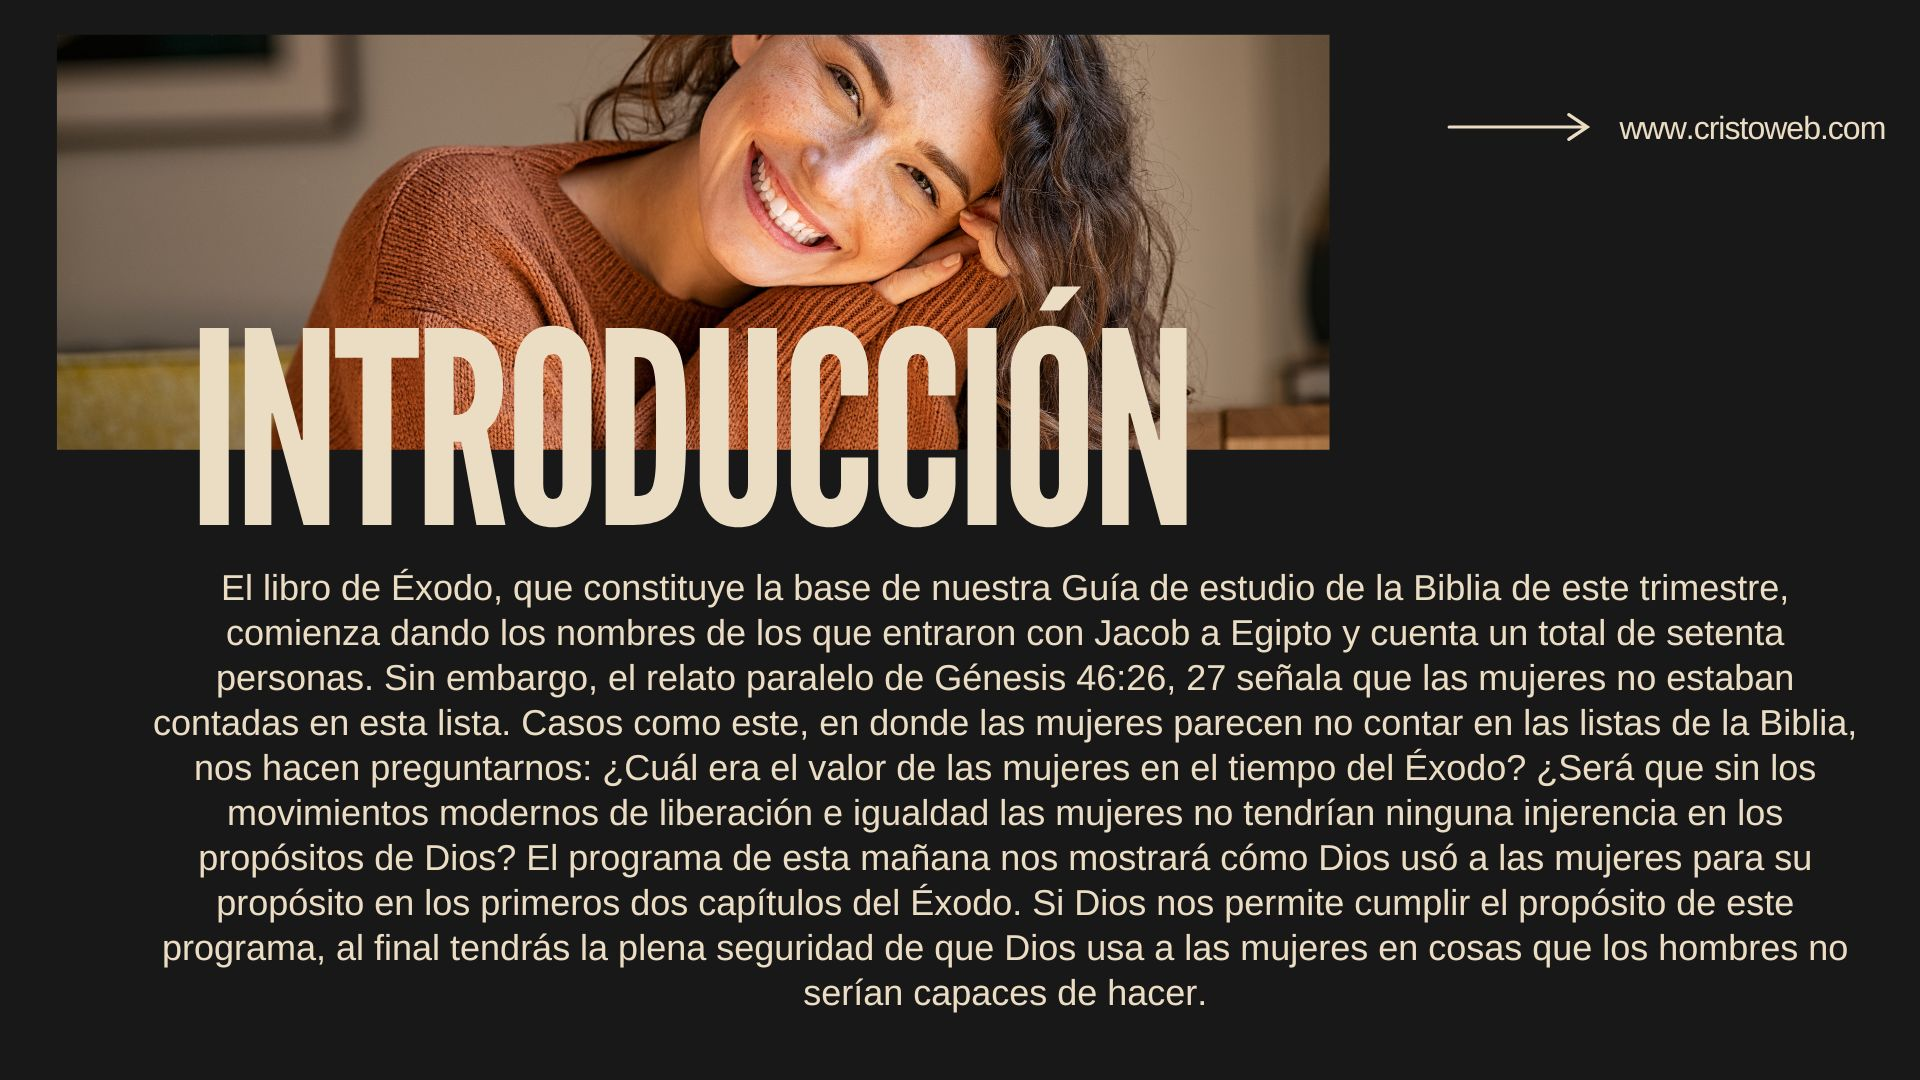 www.cristoweb.com
INTRODUCCIÓN
El libro de Éxodo, que constituye la base de nuestra Guía de estudio de la Biblia de este trimestre,
comienza dando los nombres de los que entraron con Jacob a Egipto y cuenta un total de setenta
personas. Sin embargo, el relato paralelo de Génesis 46:26, 27 señala que las mujeres no estaban
contadas en esta lista. Casos como este, en donde las mujeres parecen no contar en las listas de la Biblia,
nos hacen preguntarnos: ¿Cuál era el valor de las mujeres en el tiempo del Éxodo? ¿Será que sin los
movimientos modernos de liberación e igualdad las mujeres no tendrían ninguna injerencia en los
propósitos de Dios? El programa de esta mañana nos mostrará cómo Dios usó a las mujeres para su
propósito en los primeros dos capítulos del Éxodo. Si Dios nos permite cumplir el propósito de este
programa, al final tendrás la plena seguridad de que Dios usa a las mujeres en cosas que los hombres no
serían capaces de hacer.